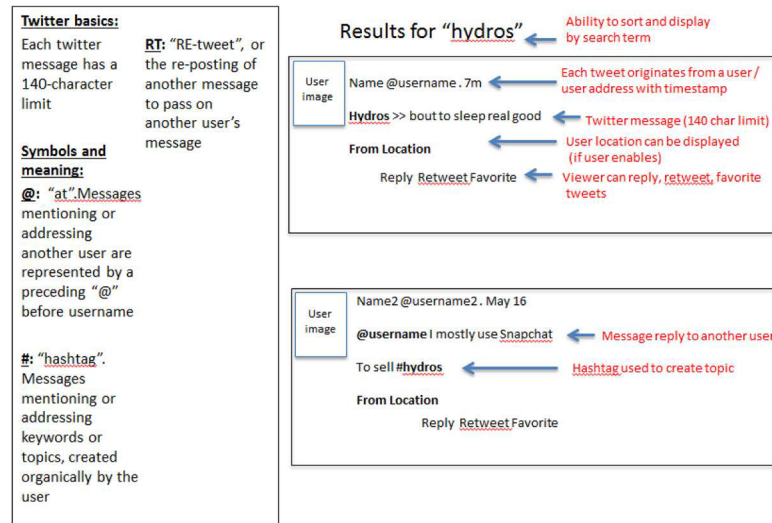 Twitter basics:
Each twitter
message has a
140-character
limit
Symbols and
meaning:
@: “at”.Messages
mentioning or
addressing
another user are
represented by a
preceding “@”
before username
#: “hashtag”.
Messages
mentioning or
addressing
keywords or
topics, created
organically by the
user
RT: “RE-tweet”, or
the re-posting of
another message
to pass on
another user’s
message
Results for “hydros”
Ability to sort and display
by search term
User
image
Name @username . 7m
Each tweet originates from a user /
user address with timestamp
Hydros >> bout to sleep real good
Twitter message (140 char limit)
From Location
User location can be displayed
(if user enables)
Reply Retweet Favorite
Viewer can reply, retweet, favorite
tweets
User
image
Name2 @username2 . May 16
@username I mostly use Snapchat
Message reply to another user
To sell #hydros
Hashtag used to create topic
From Location
Reply Retweet Favorite